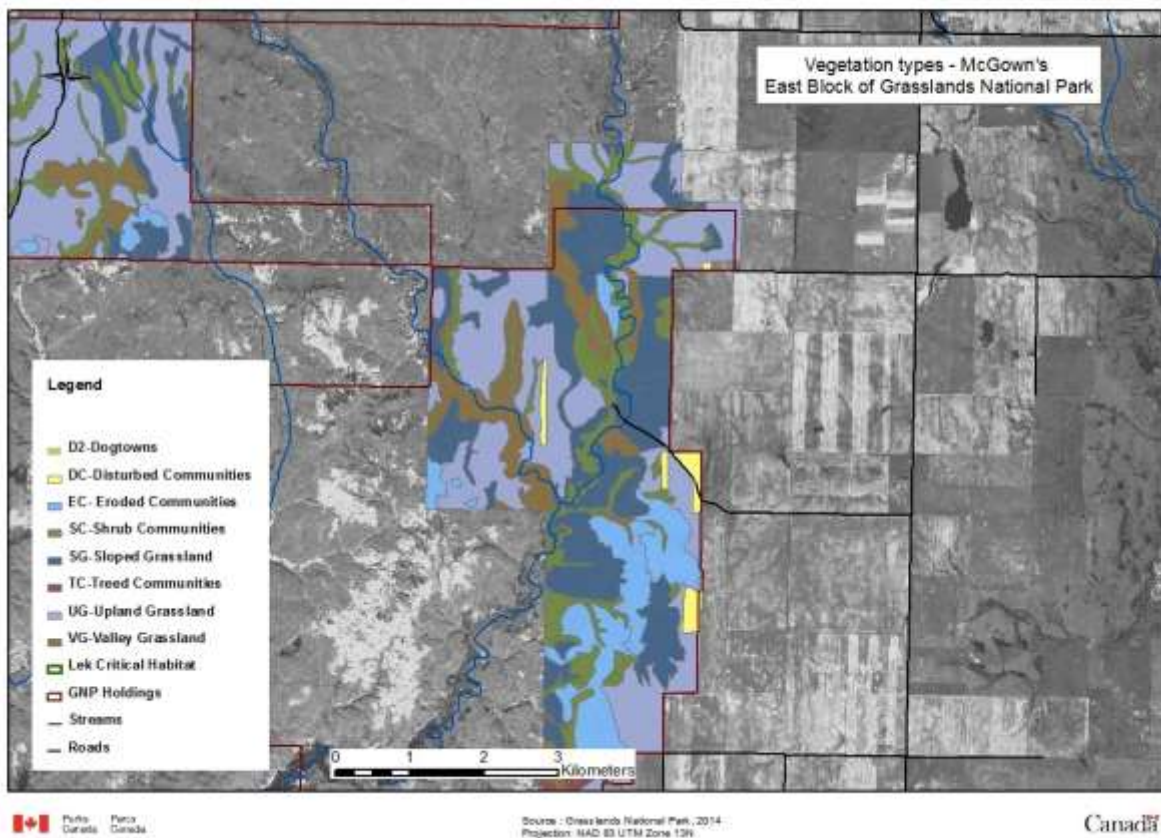 Vegetation types - McGown's
East Block of Grasslands National Park
Legend
D2-Dogtowns
DC-Disturbed Communities
EC- Eroded Communities
SC-Shrub Communities
SG-Sloped Grassland
TC-Treed Communities
UG-Upland Grassland
VG-Valley Grassland
Lek Critical Habitat
GNP Holdings
Streams
Roads
0 1 2 3
Kilometers
Parks Parcs
Canada Canada
Source : Grasslands National Park, 2014
Projection: NAD 83 UTM Zone 13N
Canada